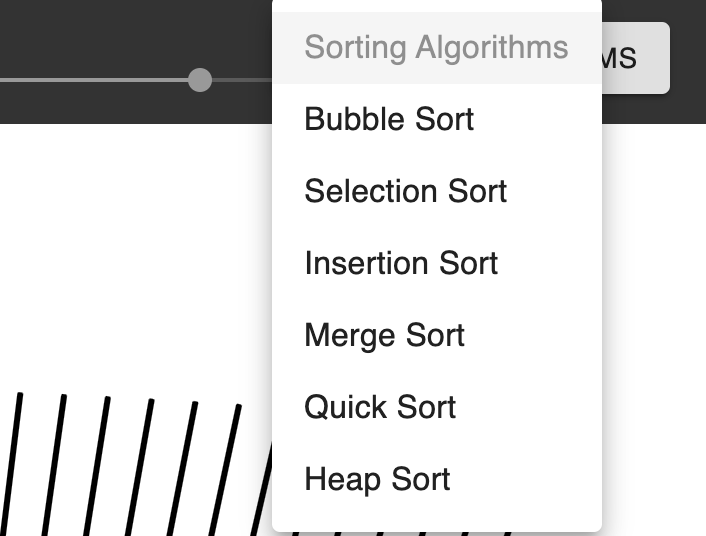 Sorting Algorithms
MS
Bubble Sort
Selection Sort
Insertion Sort
Merge Sort
Quick Sort
Heap Sort